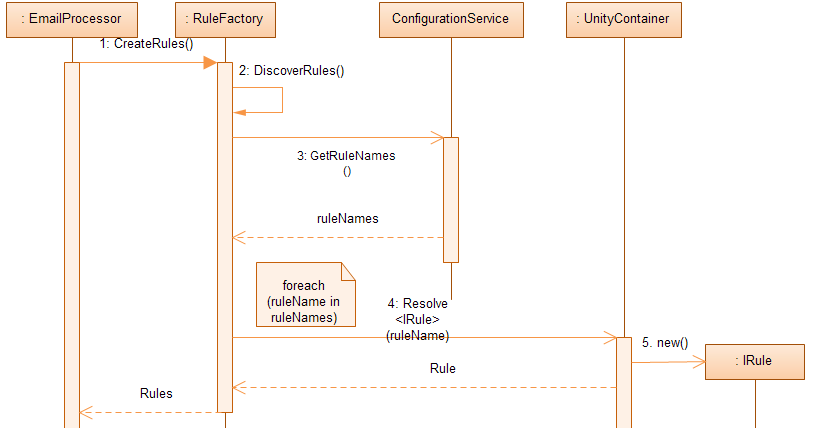 : EmailProcessor
: RuleFactory
ConfigurationService
: UnityContainer
1: CreateRules()
2: DiscoverRules()
3: GetRuleNames
()
ruleNames
foreach
(ruleName in
ruleNames)
4: Resolve
<IRule>
(ruleName)
5. new()
: IRule
Rule
Rules